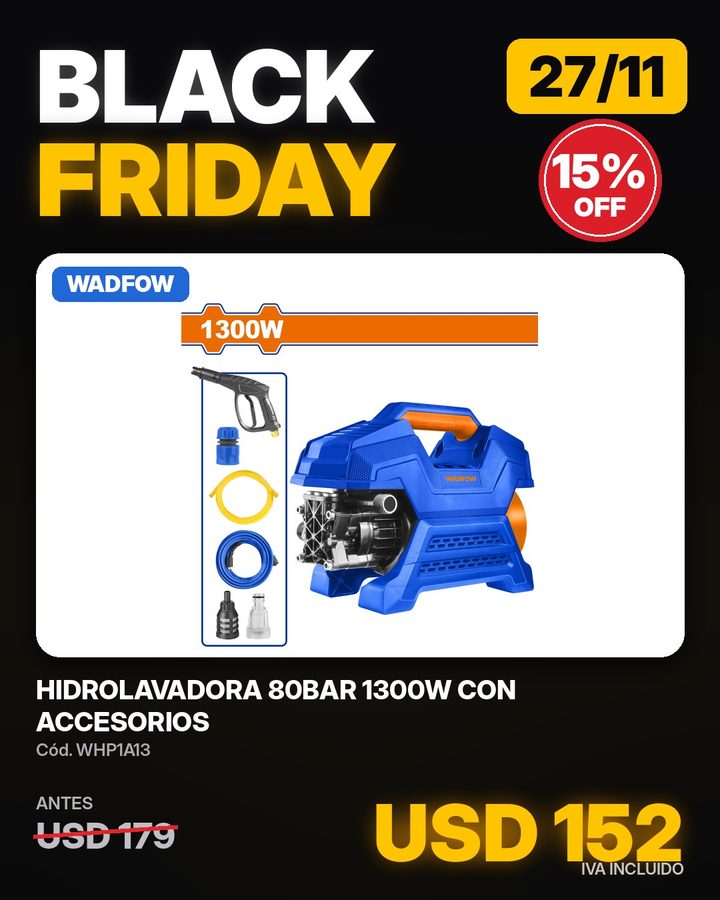 BLACK
FRIDAY
27/11
15%
OFF
WADFOW
1300W
WADFOW
HIDROLAVADORA 80BAR 1300W CON
ACCESORIOS
Cód. WHP1A13
ANTES
USD 179
USD 152
IVA INCLUIDO